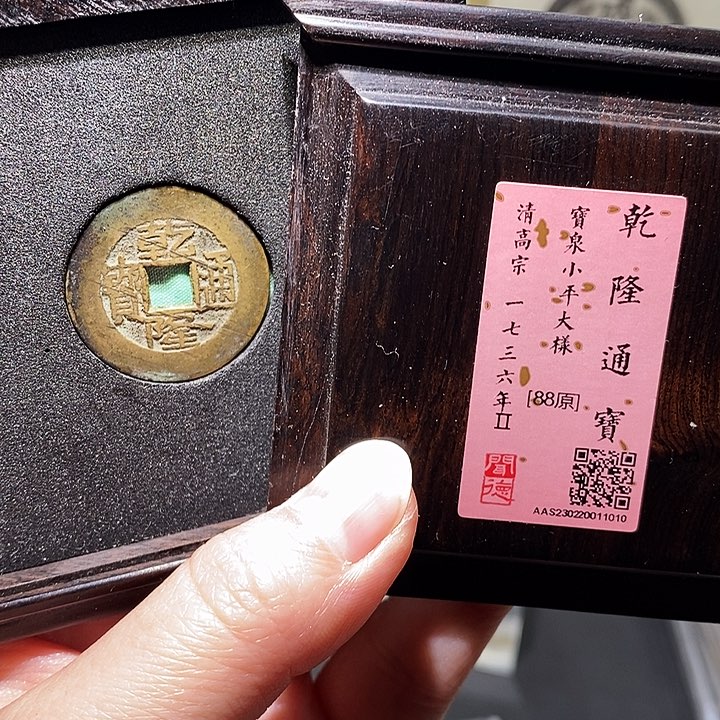 乾隆通寳
乾隆通寶
寶泉小平大樣
清高宗 一七三六年II
[88原]
聞德
AAS230220011010